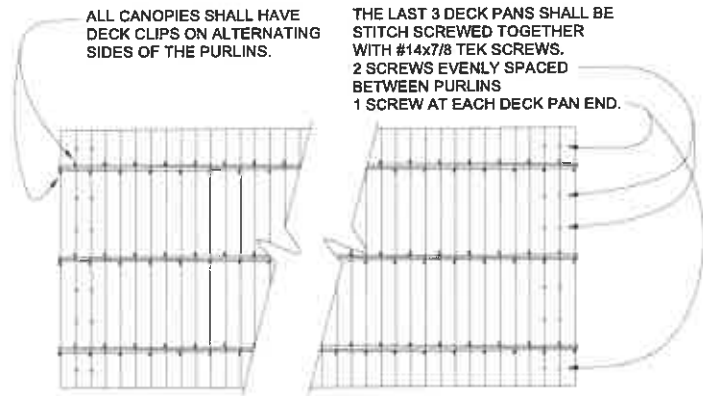 ALL CANOPIES SHALL HAVE
DECK CLIPS ON ALTERNATING
SIDES OF THE PURLINS.
THE LAST 3 DECK PANS SHALL BE
STITCH SCREWED TOGETHER
WITH #14x7/8 TEK SCREWS.
2 SCREWS EVENLY SPACED
BETWEEN PURLINS
1 SCREW AT EACH DECK PAN END.